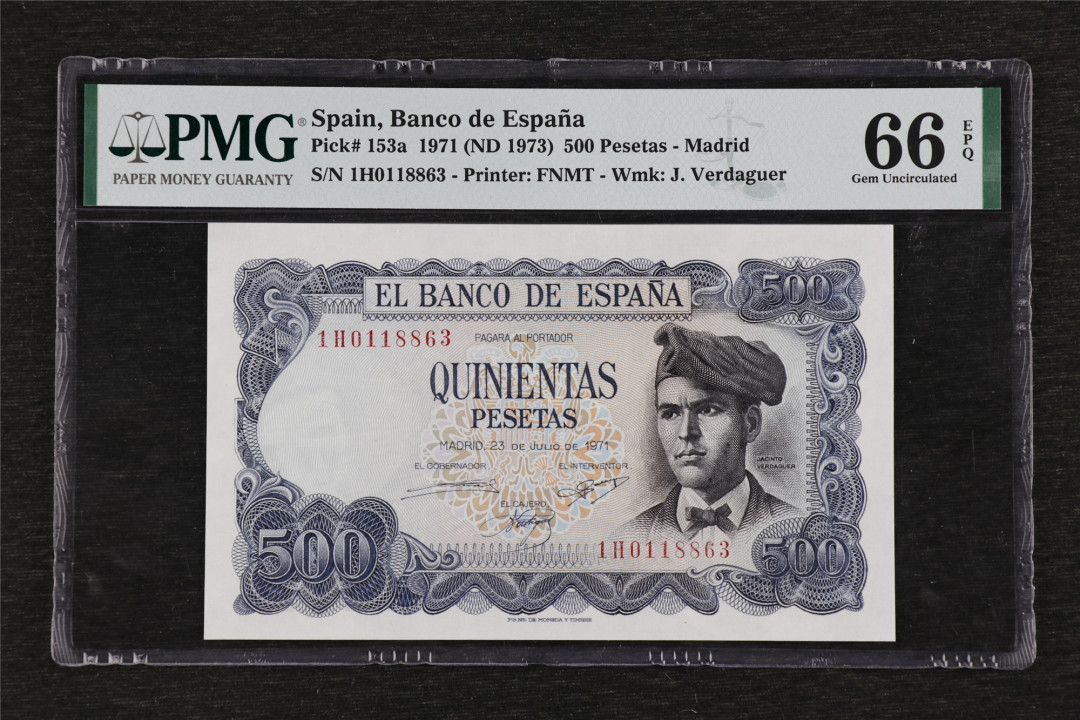 PMG®
PAPER MONEY GUARANTY
Spain, Banco de España
Pick# 153a 1971 (ND 1973) 500 Pesetas - Madrid
S/N 1H0118863 - Printer: FNMT - Wmk: J. Verdaguer
66 EPQ
Gem Uncirculated
EL BANCO DE ESPAÑA
500
1H0118863
PAGARA AL PORTADOR
QUINIENTAS
PESETAS
MADRID, 23 DE JULIO DE 1971
EL GOBERNADOR,
EL INTERVENTOR,
JACINTO
VERDAGUER
EL CAJERO,
500
1H0118863
500